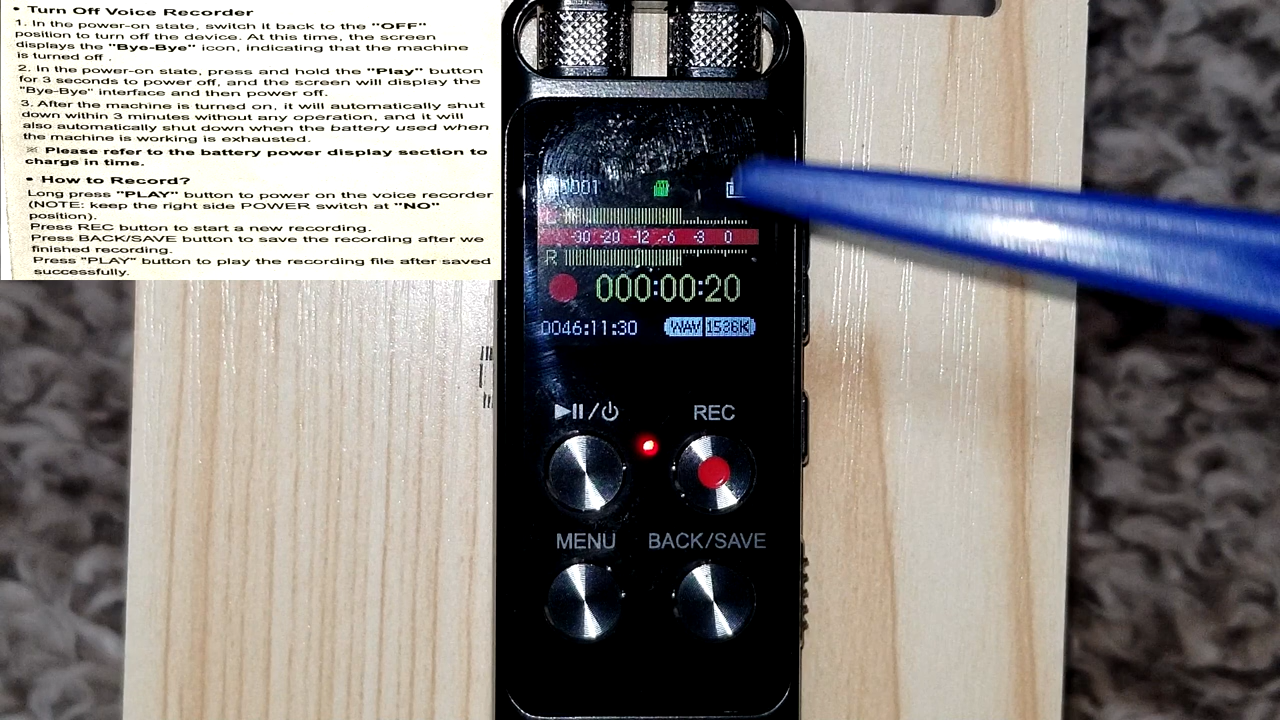 • Turn Off Voice Recorder
1. In the power-on state, switch it back to the "OFF"
position to turn off the device. At this time, the screen
displays the "Bye-Bye" icon, indicating that the machine
is turned off .
2. In the power-on state, press and hold the "Play" button
for 3 seconds to power off, and the screen will display the
"Bye-Bye" interface and then power off.
3. After the machine is turned on, it will automatically shut
down within 3 minutes without any operation, and it will
also automatically shut down when the battery used when
the machine is working is exhausted.
※ Please refer to the battery power display section to
charge in time.
• How to Record?
Long press "PLAY" button to power on the voice recorder
(NOTE: keep the right side POWER switch at "NO"
position).
Press REC button to start a new recording.
Press BACK/SAVE button to save the recording after we
finished recording.
Press "PLAY" button to play the recording file after saved
successfully.
-30 -20 -12 -6 -3 0
R
000:00:20
0046:11:30 WAV 1536K
REC
MENU BACK/SAVE